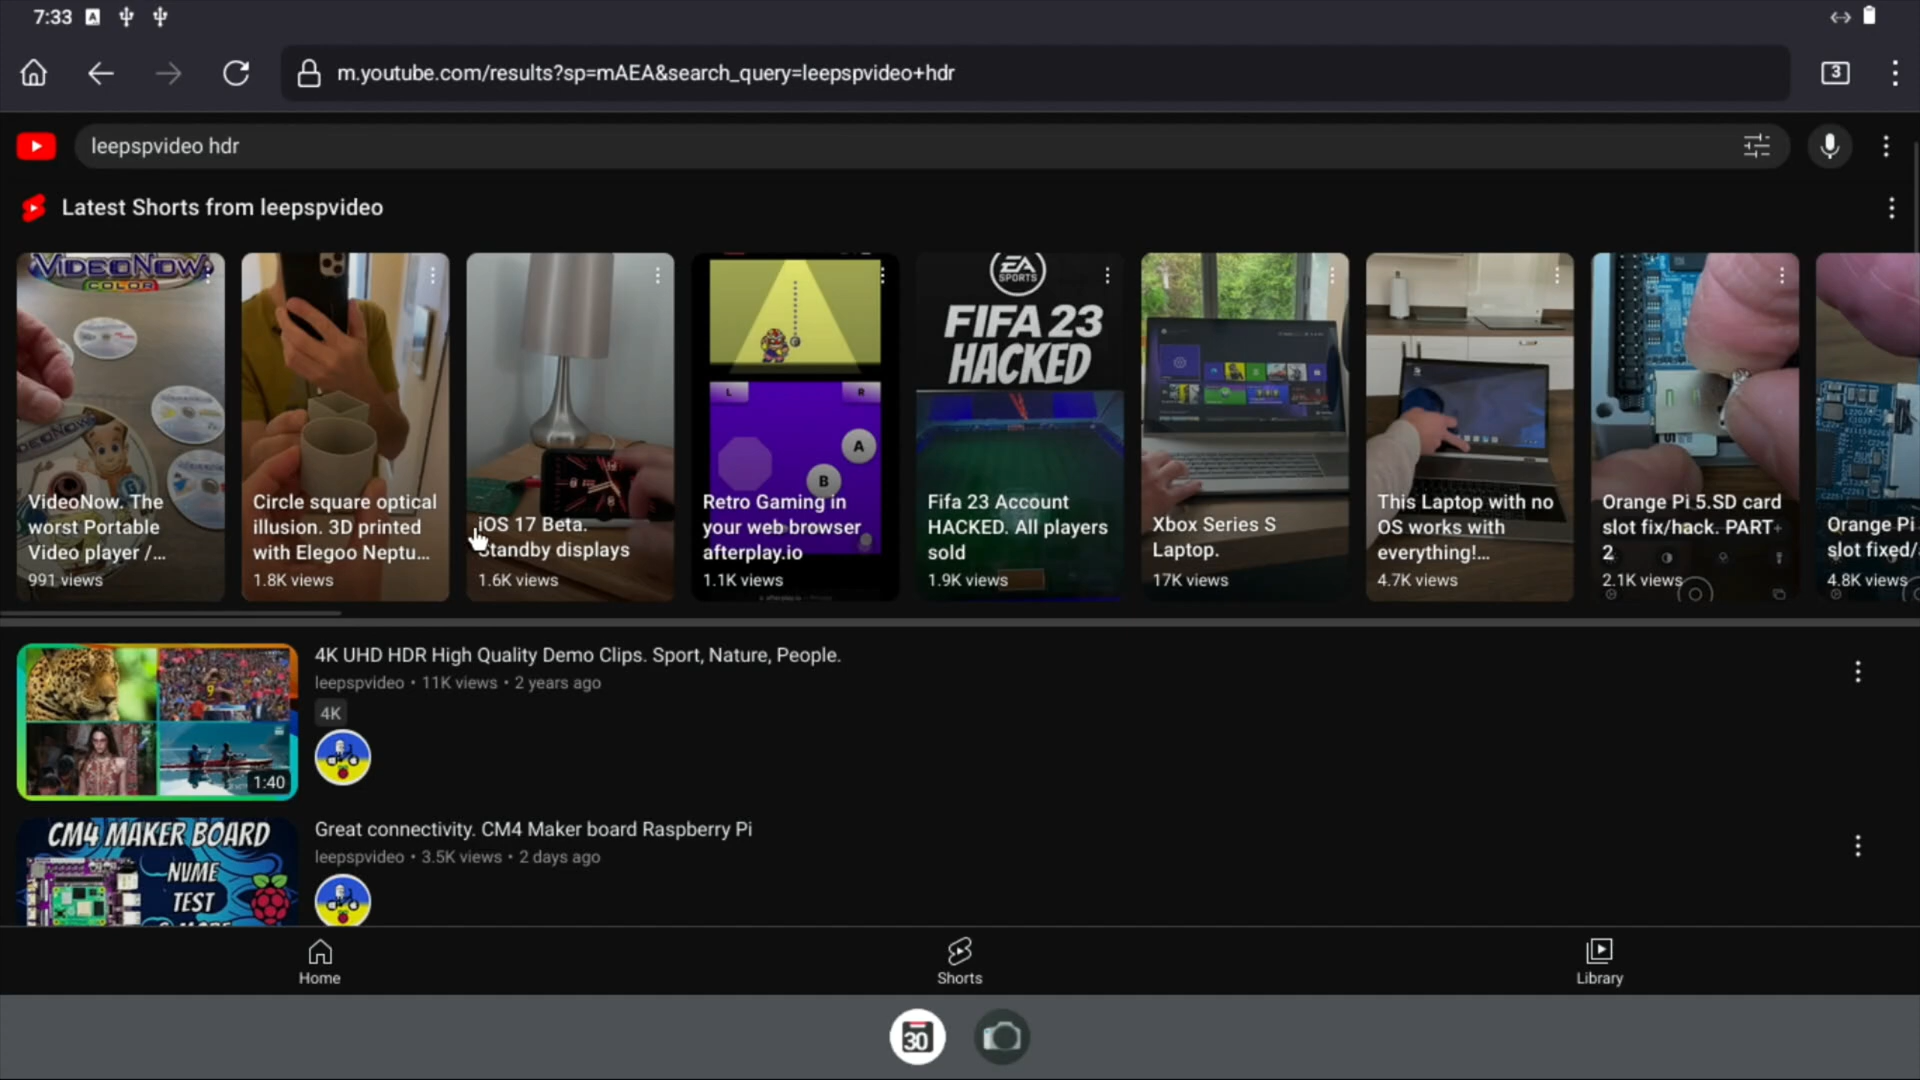 7:33
m.youtube.com/results?sp=mAEA&search_query=leepspvideo+hdr
3
leepspvideo hdr
Latest Shorts from leepspvideo
VIDEONOW
COLOR
VideoNow. The
worst Portable
Video player /...
991 views
Circle square optical
illusion. 3D printed
with Elegoo Neptu...
1.8K views
iOS 17 Beta.
Standby displays
1.6K views
L
R
A
B
Retro Gaming in
your web browser
afterplay.io
1.1K views
EA
SPORTS
FIFA 23
HACKED
Fifa 23 Account
HACKED. All players
sold
1.9K views
Xbox Series S
Laptop.
17K views
This Laptop with no
OS works with
everything!...
4.7K views
Orange Pi 5.SD card
slot fix/hack. PART
2
2.1K views
Orange Pi
slot fixed/
4.8K views
4K UHD HDR High Quality Demo Clips. Sport, Nature, People.
leepspvideo • 11K views • 2 years ago
4K
1:40
CM4 MAKER BOARD
NVME
TEST
Great connectivity. CM4 Maker board Raspberry Pi
leepspvideo • 3.5K views • 2 days ago
Home
Shorts
Library
30